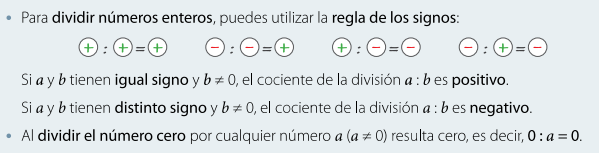 • Para dividir números enteros, puedes utilizar la regla de los signos:
+ : + = + − : − = + + : − = − − : + = −
Si a y b tienen igual signo y b ≠ 0, el cociente de la división a : b es positivo.
Si a y b tienen distinto signo y b ≠ 0, el cociente de la división a : b es negativo.
• Al dividir el número cero por cualquier número a (a ≠ 0) resulta cero, es decir, 0 : a = 0.